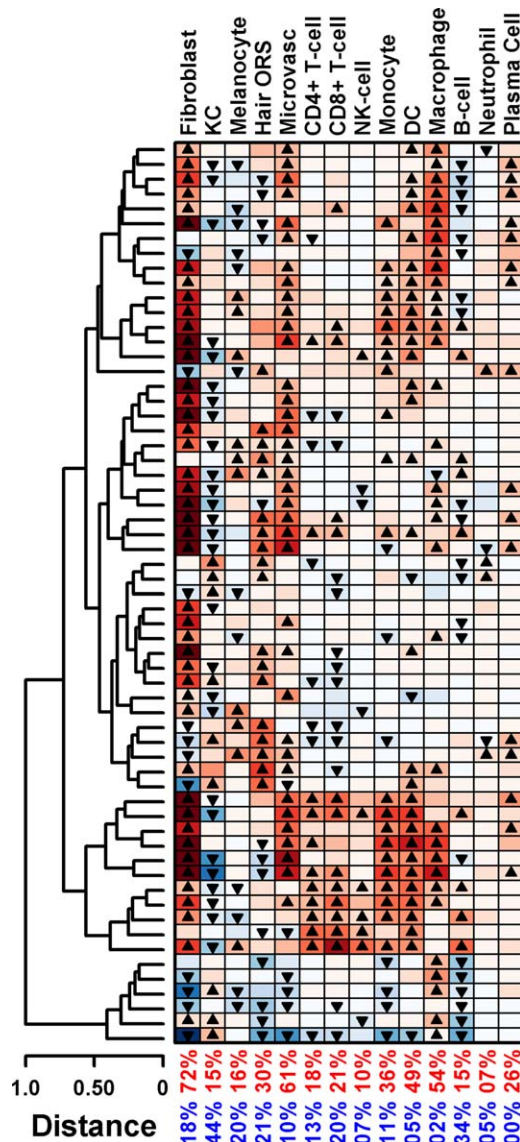 Fibroblast
KC
Melanocyte
Hair ORS
Microvasc
CD4+ T-cell
CD8+ T-cell
NK-cell
Monocyte
DC
Macrophage
B-cell
Neutrophil
Plasma Cell
1.0 0.50 0
Distance
72% 15% 16% 30% 61% 18% 21% 10% 36% 49% 54% 15% 07% 26%
18% 44% 20% 21% 10% 13% 20% 07% 11% 05% 02% 34% 05% 00%